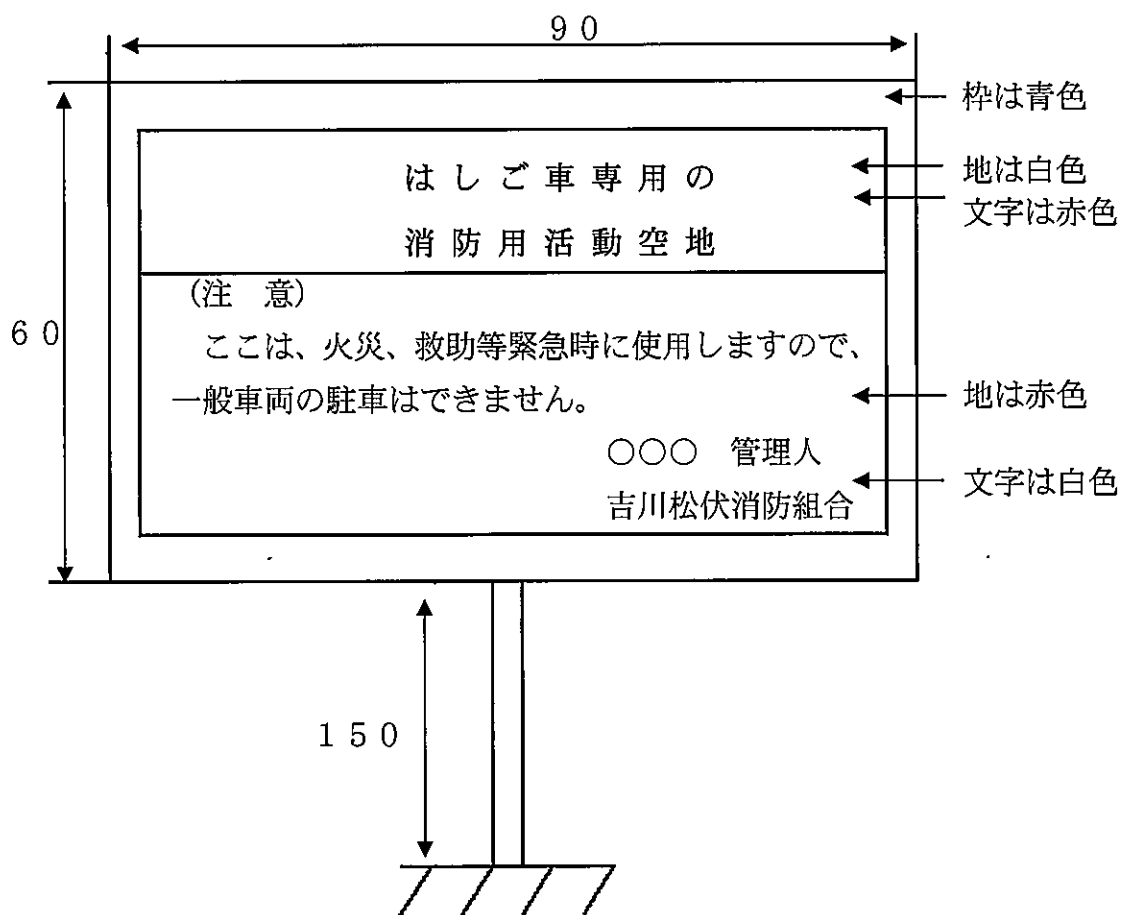 ９０
枠は青色
はしご車専用の
地は白色
文字は赤色
消防用活動空地
（注　意）
６０
ここは、火災、救助等緊急時に使用しますので、
一般車両の駐車はできません。
地は赤色
○○○　管理人
文字は白色
吉川松伏消防組合
１５０